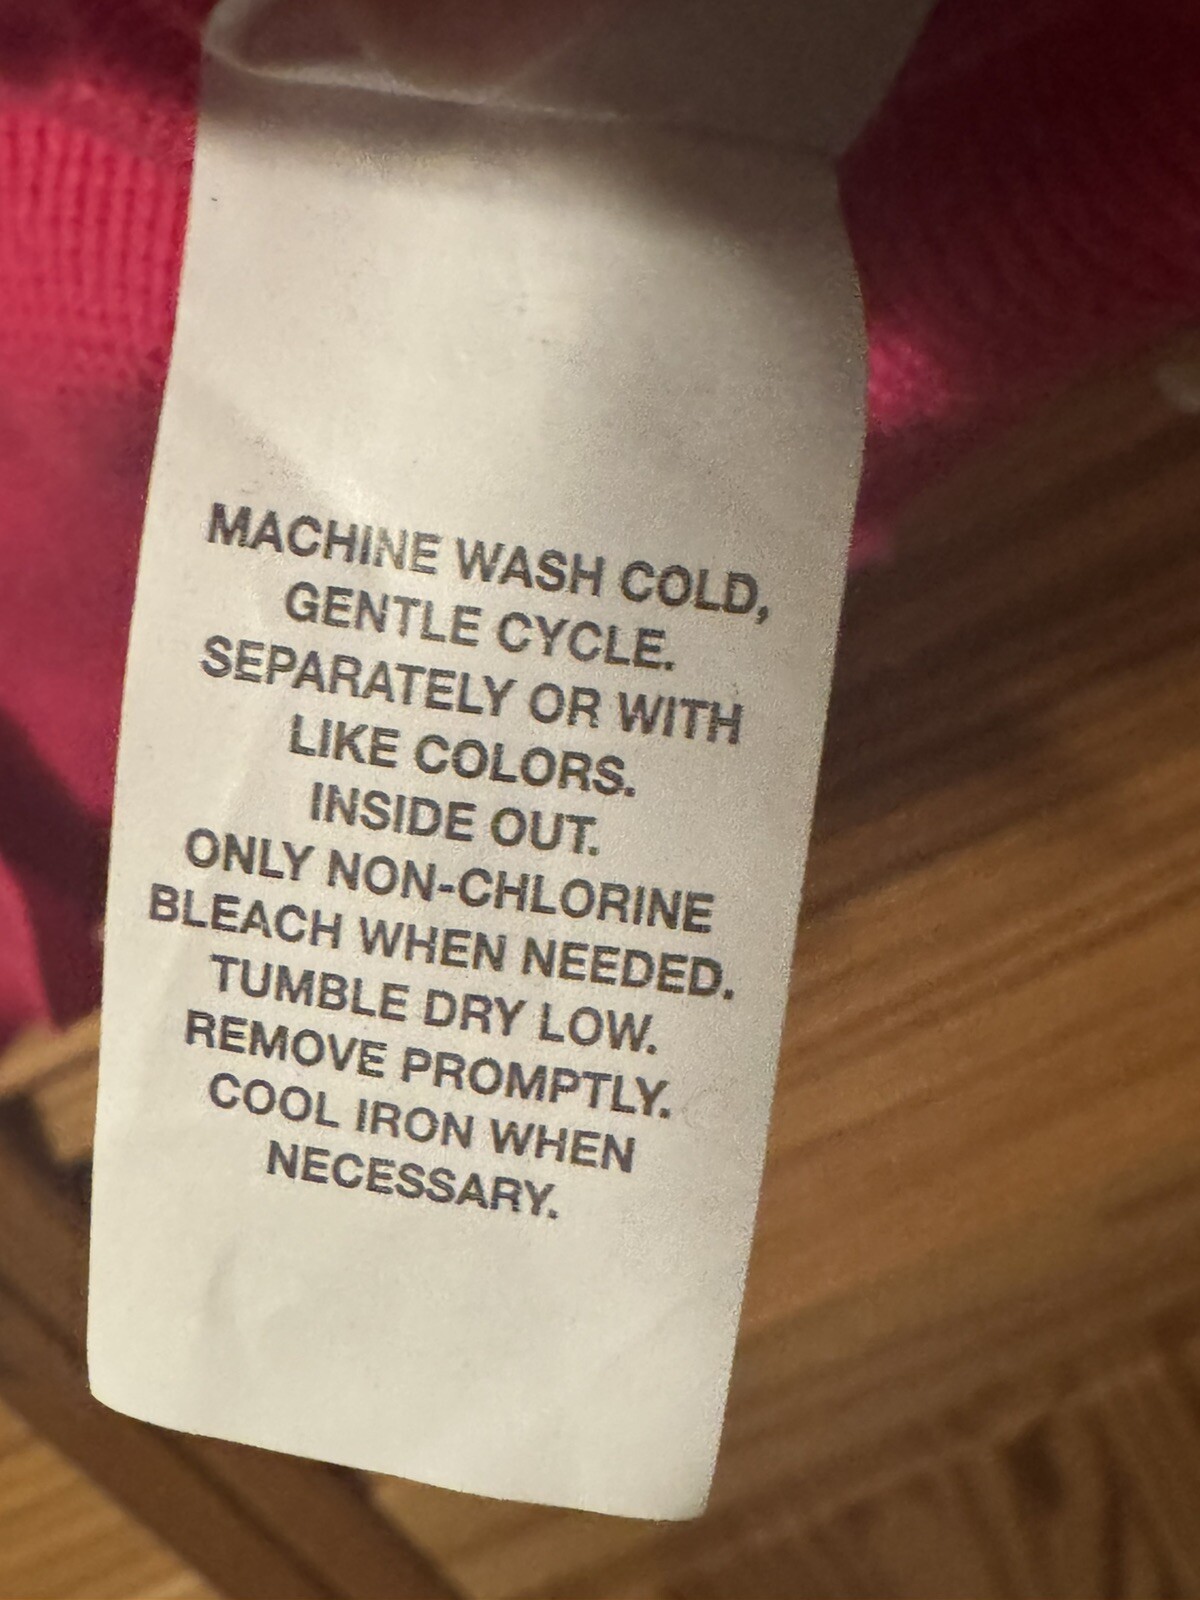 MACHINE WASH COLD,
GENTLE CYCLE.
SEPARATELY OR WITH
LIKE COLORS.
INSIDE OUT.
ONLY NON-CHLORINE
BLEACH WHEN NEEDED.
TUMBLE DRY LOW.
REMOVE PROMPTLY.
COOL IRON WHEN
NECESSARY.